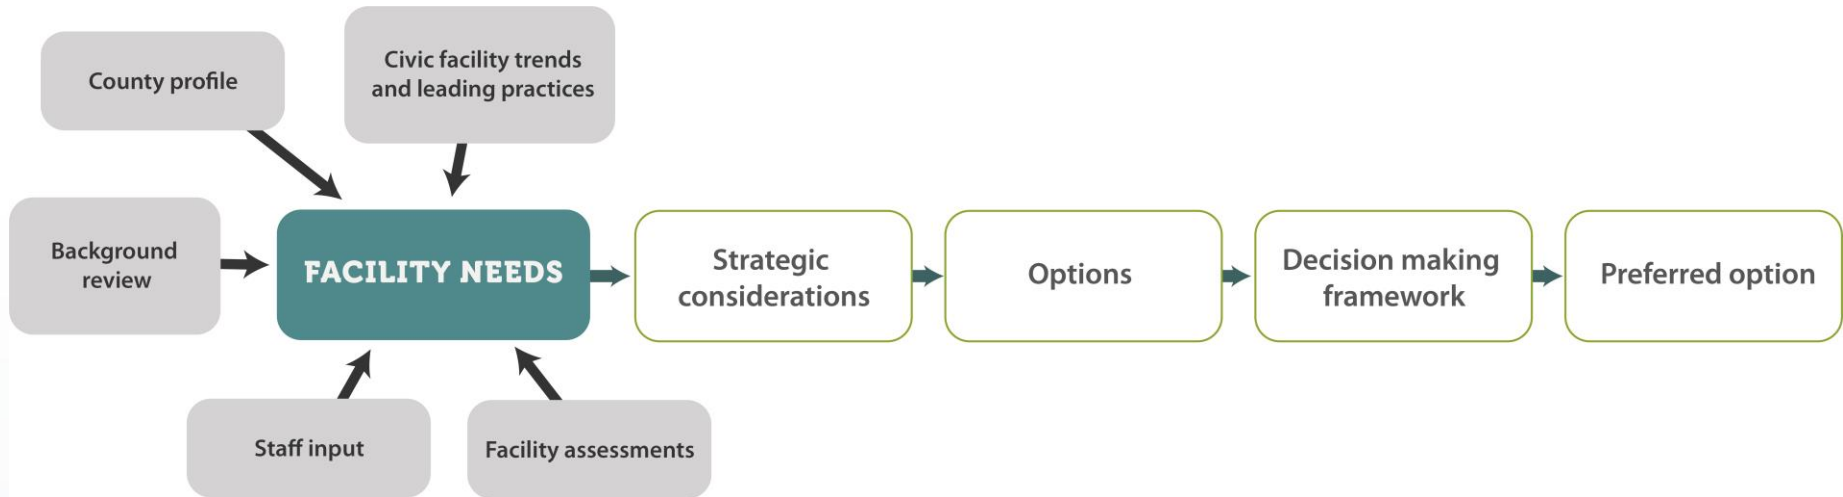 County profile
Civic facility trends
and leading practices
Background
review
FACILITY NEEDS
Strategic
considerations
Options
Decision making
framework
Preferred option
Staff input
Facility assessments